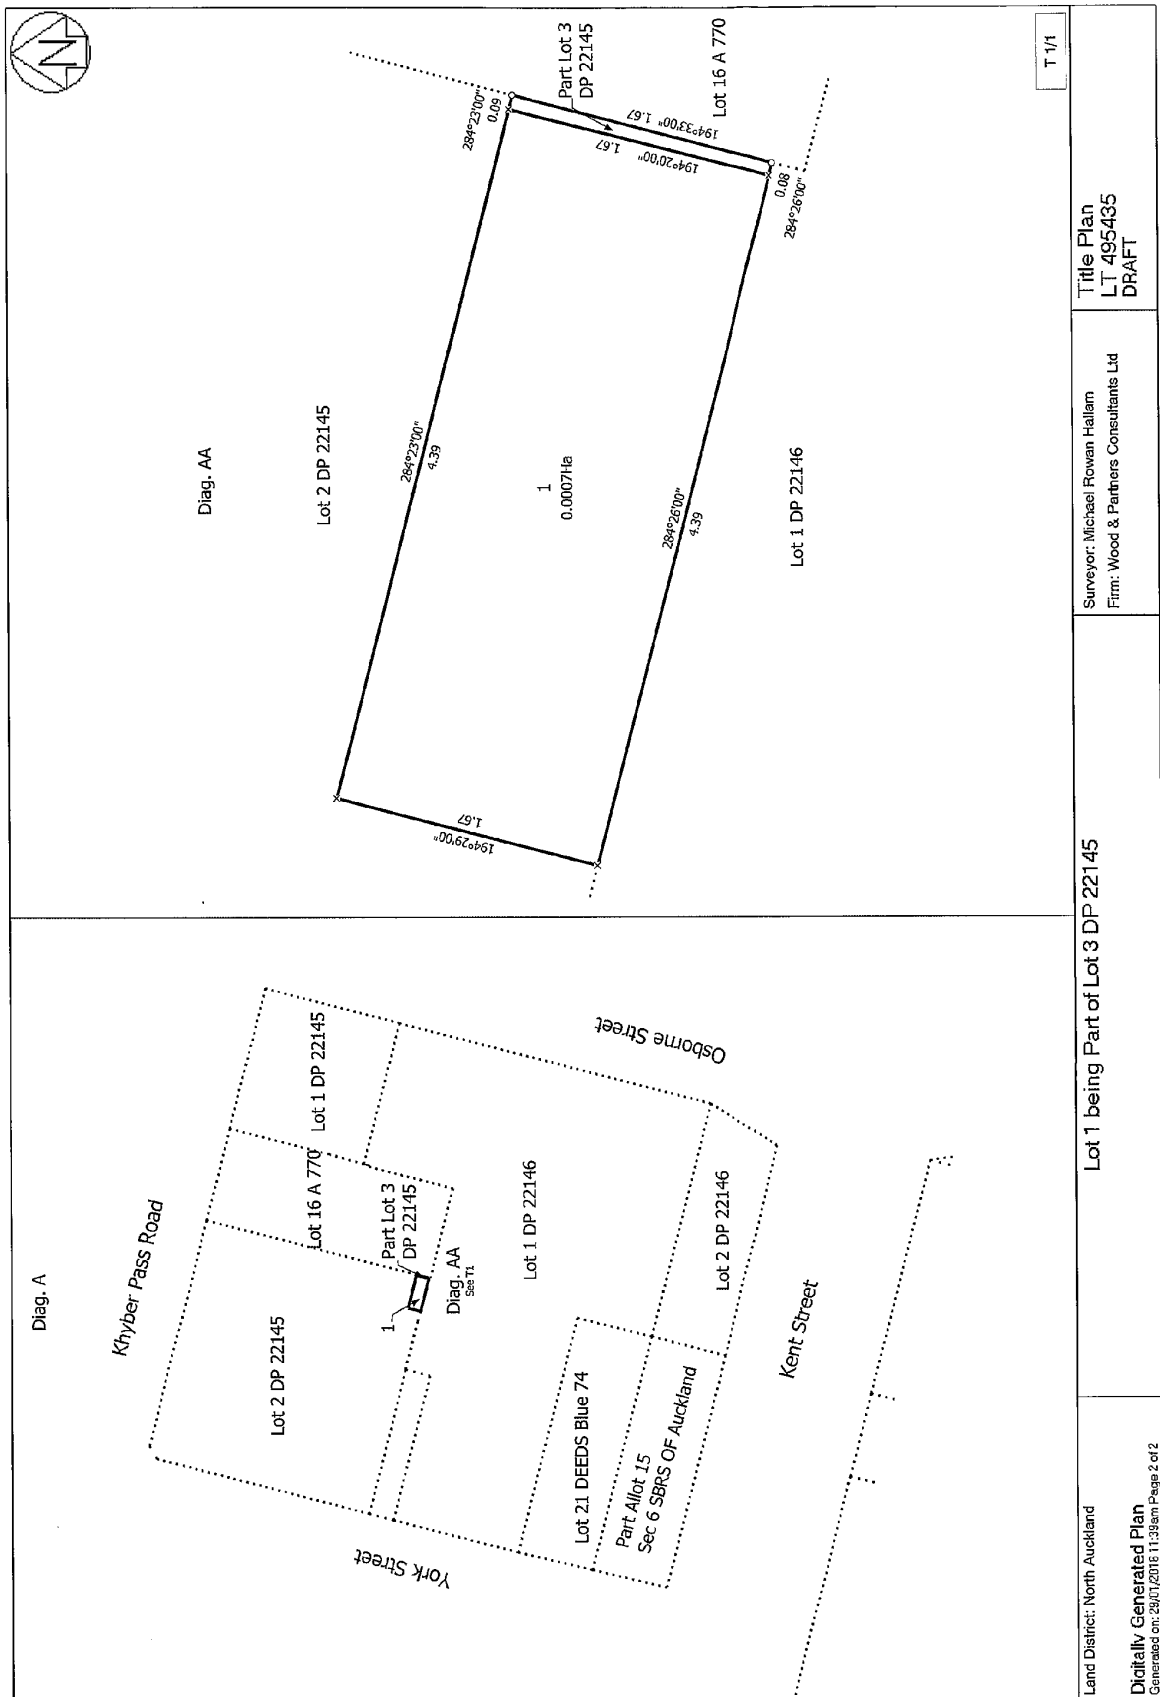 Diag. A
Khyber Pass Road
Lot 2 DP 22145
Lot 16 A 770
Lot 1 DP 22145
1
Part Lot 3
DP 22145
Diag. AA
See T1
Lot 1 DP 22146
Lot 21 DEEDS Blue 74
Part Allot 15
Sec 6 SBRS OF Auckland
Lot 2 DP 22146
York Street
Osborne Street
Kent Street
Diag. AA
Lot 2 DP 22145
284°23'00"
4.39
284°23'00"
0.09
Part Lot 3
DP 22145
Lot 16 A 770
194°33'00" 1.67
194°20'00"
1.67
1
0.0007Ha
194°29'00"
1.67
284°26'00"
4.39
0.08
284°26'00"
Lot 1 DP 22146
N
T 1/1
Land District: North Auckland
Digitally Generated Plan
Generated on: 29/01/2016 11:39am Page 2 of 2
Lot 1 being Part of Lot 3 DP 22145
Surveyor: Michael Rowan Hallam
Firm: Wood & Partners Consultants Ltd
Title Plan
LT 495435
DRAFT